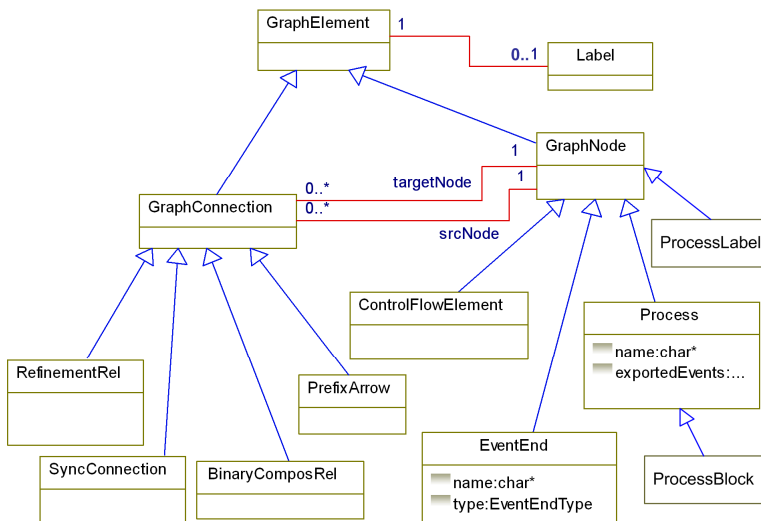 GraphElement
1
0..1
Label
GraphNode
1
targetNode
0..*
1
0..*
srcNode
GraphConnection
ProcessLabel
ControlFlowElement
Process
name:char*
exportedEvents:...
RefinementRel
PrefixArrow
EventEnd
name:char*
type:EventEndType
SyncConnection
BinaryComposRel
ProcessBlock